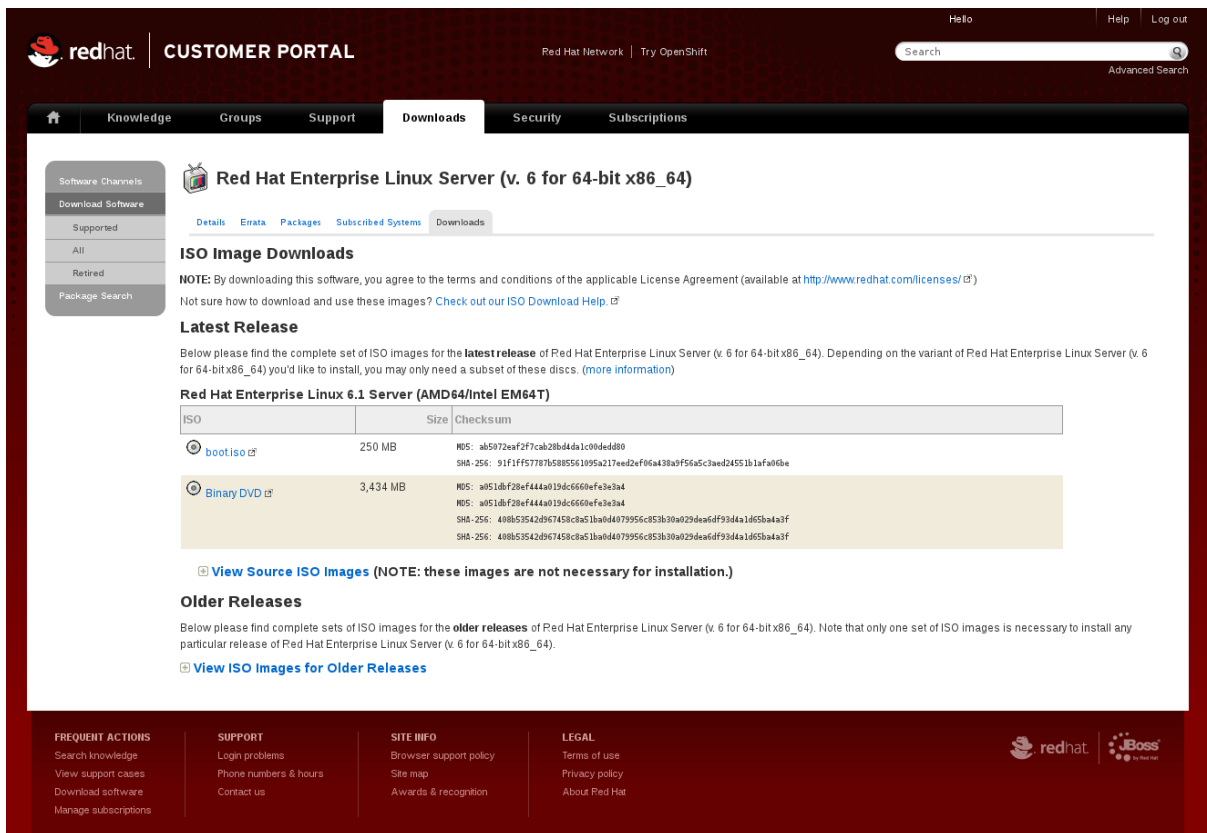 Hello
Help
Log out
redhat.
CUSTOMER PORTAL
Red Hat Network
Try OpenShift
Search
Advanced Search
Knowledge
Groups
Support
Downloads
Security
Subscriptions
Software Channels
Download Software
Supported
All
Retired
Package Search
Red Hat Enterprise Linux Server (v. 6 for 64-bit x86_64)
Details
Errata
Packages
Subscribed Systems
Downloads
ISO Image Downloads
NOTE: By downloading this software, you agree to the terms and conditions of the applicable License Agreement (available at http://www.redhat.com/licenses/ )
Not sure how to download and use these images? Check out our ISO Download Help.
Latest Release
Below please find the complete set of ISO images for the latest release of Red Hat Enterprise Linux Server (v. 6 for 64-bit x86_64). Depending on the variant of Red Hat Enterprise Linux Server (v. 6
for 64-bit x86_64) you'd like to install, you may only need a subset of these discs. (more information)
Red Hat Enterprise Linux 6.1 Server (AMD64/Intel EM64T)
ISO Size Checksum
boot.iso 250 MB MD5: ab5072eaf2f7cab28bd4da1c00dedd80
SHA-256: 91f1ff57787b5885561095a217eed2ef06a438a9f56a5c3aed24551b1afa06be
Binary DVD 3,434 MB MD5: a051dbf28ef444a019dc6660efe3e3a4
MD5: a051dbf28ef444a019dc6660efe3e3a4
SHA-256: 408b53542d967458c8a51ba0d4079956c853b30a029dea6df93d4a1d65ba4a3f
SHA-256: 408b53542d967458c8a51ba0d4079956c853b30a029dea6df93d4a1d65ba4a3f
View Source ISO Images (NOTE: these images are not necessary for installation.)
Older Releases
Below please find complete sets of ISO images for the older releases of Red Hat Enterprise Linux Server (v. 6 for 64-bit x86_64). Note that only one set of ISO images is necessary to install any
particular release of Red Hat Enterprise Linux Server (v. 6 for 64-bit x86_64).
View ISO Images for Older Releases
FREQUENT ACTIONS
Search knowledge
View support cases
Download software
Manage subscriptions
SUPPORT
Login problems
Phone numbers & hours
Contact us
SITE INFO
Browser support policy
Site map
Awards & recognition
LEGAL
Terms of use
Privacy policy
About Red Hat
redhat.
JBoss
by Red Hat